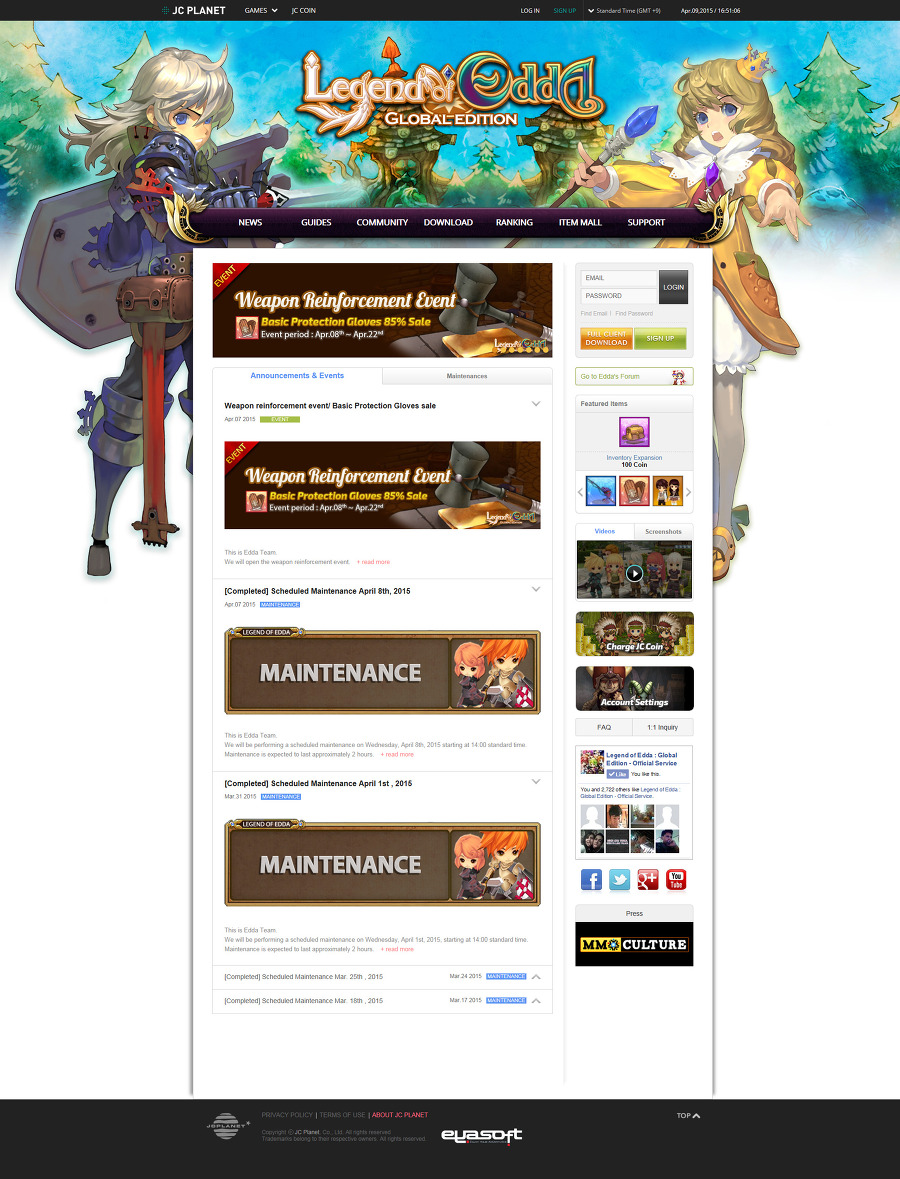 JC PLANET GAMES JC COIN LOG IN SIGN UP Standard Time (GMT +9) Apr.09,2015 / 16:51:06
Legend of Edda
GLOBAL EDITION
NEWS GUIDES COMMUNITY DOWNLOAD RANKING ITEM MALL SUPPORT
EVENT
Weapon Reinforcement Event
Basic Protection Gloves 85% Sale
Event period : Apr.08th ~ Apr.22nd
Legend of Edda
Announcements & Events Maintenances
Weapon reinforcement event/ Basic Protection Gloves sale
Apr.07 2015 EVENT
EVENT
Weapon Reinforcement Event
Basic Protection Gloves 85% Sale
Event period : Apr.08th ~ Apr.22nd
Legend of Edda
This is Edda Team.
We will open the weapon reinforcement event. + read more
[Completed] Scheduled Maintenance April 8th, 2015
Apr.07 2015 MAINTENANCE
LEGEND OF EDDA
MAINTENANCE
This is Edda Team.
We will be performing a scheduled maintenance on Wednesday, April 8th, 2015 starting at 14:00 standard time.
Maintenance is expected to last approximately 2 hours. + read more
[Completed] Scheduled Maintenance April 1st , 2015
Mar.31 2015 MAINTENANCE
LEGEND OF EDDA
MAINTENANCE
This is Edda Team.
We will be performing a scheduled maintenance on Wednesday, April 1st, 2015, starting at 14:00 standard time.
Maintenance is expected to last approximately 2 hours. + read more
[Completed] Scheduled Maintenance Mar. 25th , 2015 Mar.24 2015 MAINTENANCE
[Completed] Scheduled Maintenance Mar. 18th , 2015 Mar.17 2015 MAINTENANCE
EMAIL
PASSWORD
LOGIN
Find Email | Find Password
FULL CLIENT
DOWNLOAD
SIGN UP
Go to Edda's Forum
Featured Items
Inventory Expansion
100 Coin
Videos Screenshots
Charge JC Coin
Account Settings
FAQ 1:1 Inquiry
Legend of Edda : Global
Edition - Official Service
Like You like this.
You and 2,722 others like Legend of Edda :
Global Edition - Official Service.
You
Tube
Press
MMOCULTURE
JCPLANET
PRIVACY POLICY | TERMS OF USE | ABOUT JC PLANET
Copyright ⓒ JC Planet, Co., Ltd. All rights reserved
Trademarks belong to their respective owners. All rights reserved
eyasoft
TOP